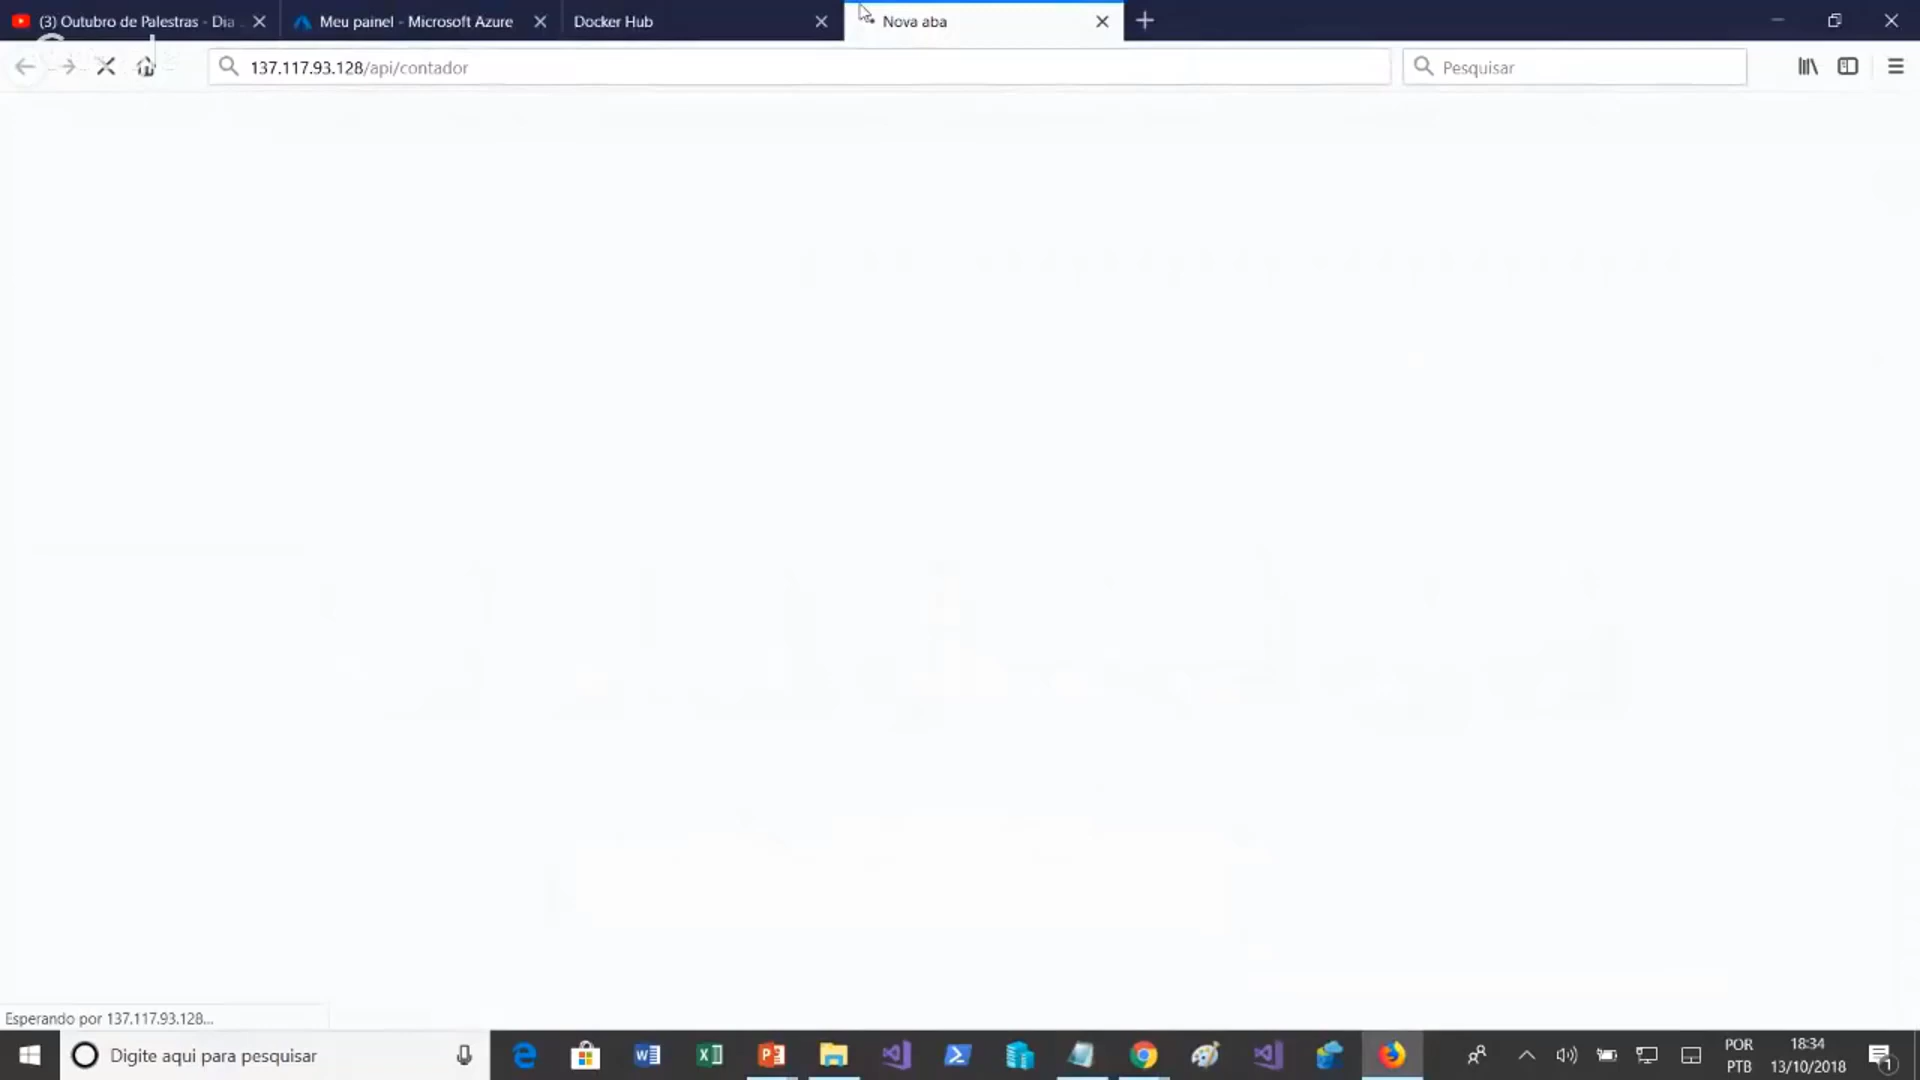 (3) Outubro de Palestras - Dia
Meu painel - Microsoft Azure
Docker Hub
Nova aba
137.117.93.128/api/contador
Pesquisar
Esperando por 137.117.93.128...
Digite aqui para pesquisar
POR
PTB
18:34
13/10/2018
1